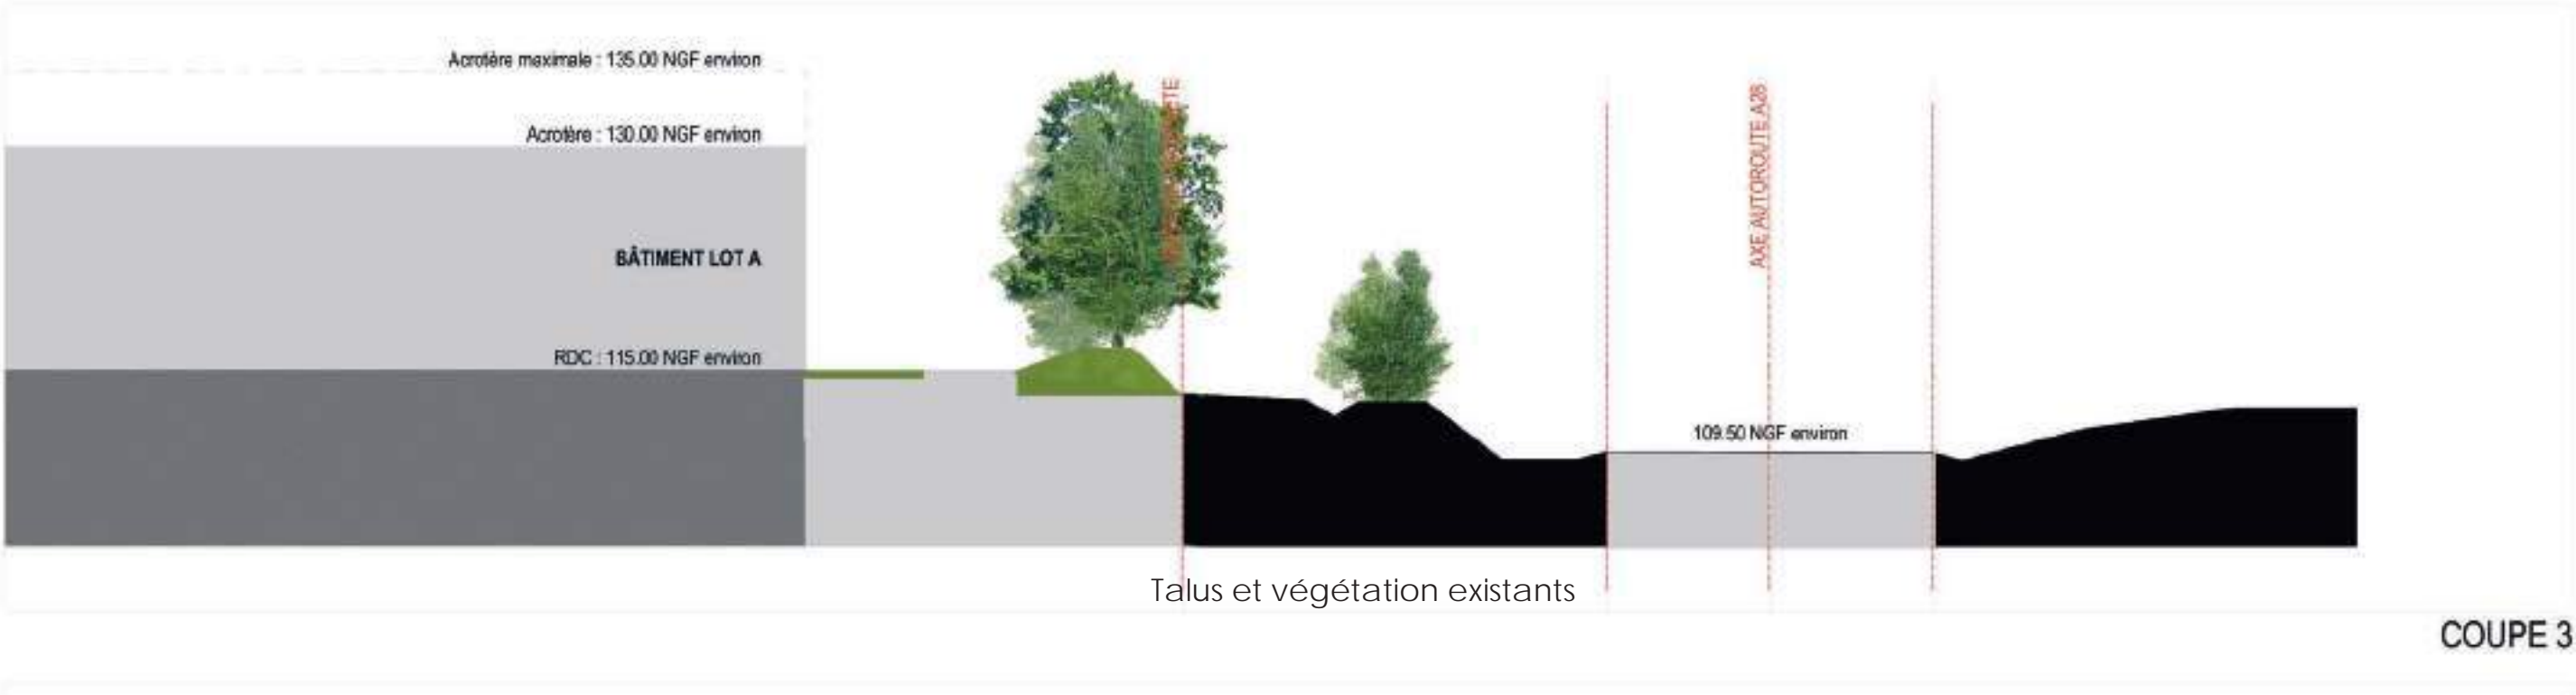 Acrotère maximale : 135.00 NGF environ
Acrotère : 130.00 NGF environ
BÂTIMENT LOT A
RDC : 115.00 NGF environ
AXE AUTOROUTE A28
109.50 NGF environ
Talus et végétation existants
COUPE 3